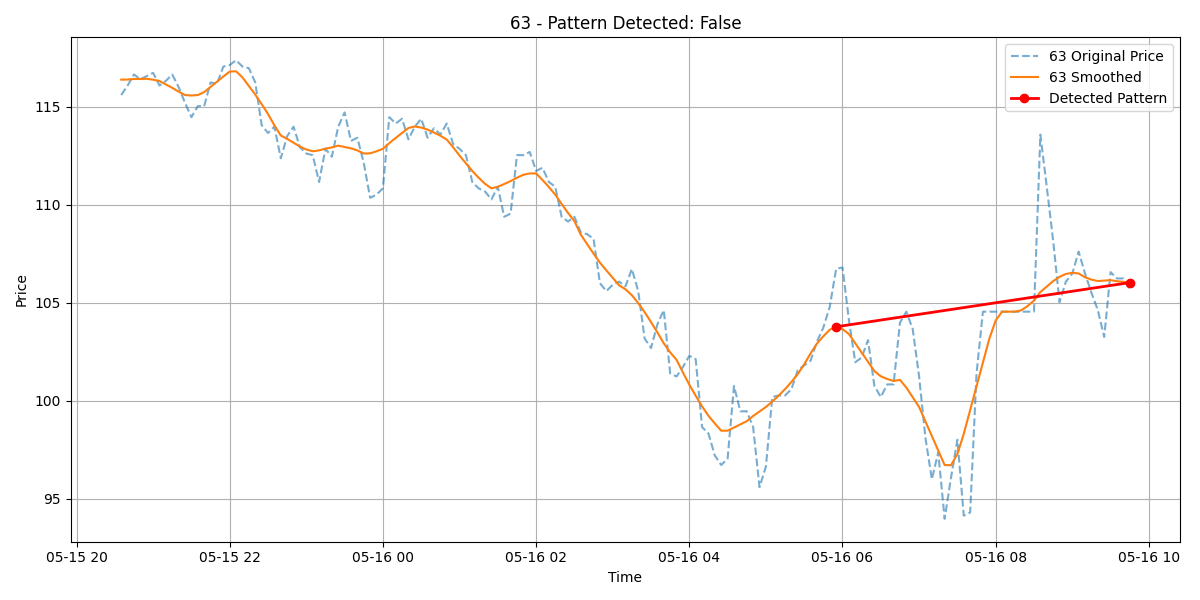 63 - Pattern Detected: False
63 Original Price
63 Smoothed
Detected Pattern
Price
115
110
105
100
95
05-15 20
05-15 22
05-16 00
05-16 02
05-16 04
05-16 06
05-16 08
05-16 10
Time